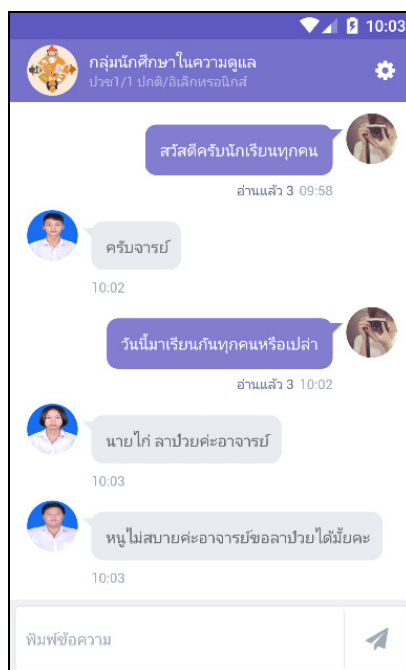 10:03
กลุ่มนักศึกษาในความดูแล
ปวช1/1 ปกติ/อิเล็กทรอนิกส์
สวัสดีครับนักเรียนทุกคน
อ่านแล้ว 3 09:58
ครับจารย์
10:02
วันนี้มาเรียนกันทุกคนหรือเปล่า
อ่านแล้ว 3 10:02
นายไก่ ลาป่วยค่ะอาจารย์
10:03
หนูไม่สบายค่ะอาจารย์ขอลาป่วยได้มั้ยคะ
10:03
พิมพ์ข้อความ